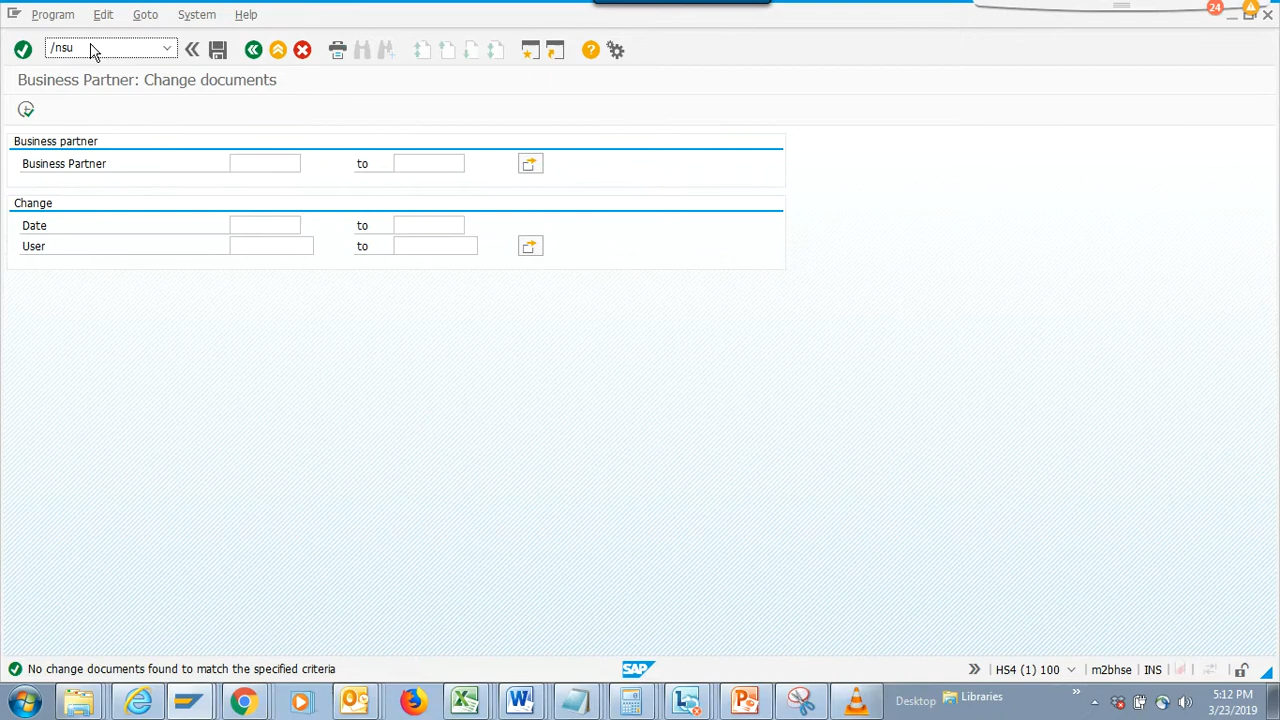 Program Edit Goto System Help
24
/nsu
Business Partner: Change documents
Business partner
Business Partner to
Change
Date to
User to
No change documents found to match the specified criteria
SAP
HS4 (1) 100
m2bhse
INS
Desktop
Libraries
5:12 PM
3/23/2019